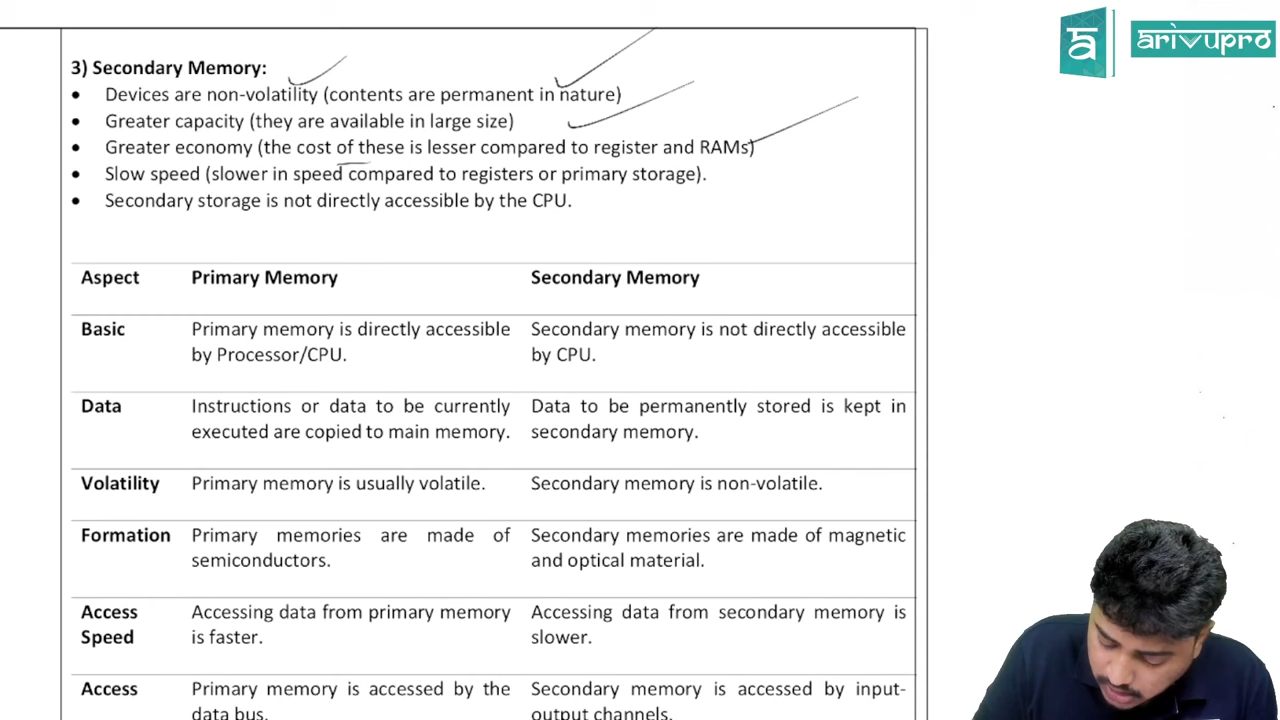 ā arivupro
3) Secondary Memory:
• Devices are non-volatility (contents are permanent in nature)
• Greater capacity (they are available in large size)
• Greater economy (the cost of these is lesser compared to register and RAMs)
• Slow speed (slower in speed compared to registers or primary storage).
• Secondary storage is not directly accessible by the CPU.
Aspect Primary Memory Secondary Memory
Basic Primary memory is directly accessible Secondary memory is not directly accessible
by Processor/CPU. by CPU.
Data Instructions or data to be currently Data to be permanently stored is kept in
executed are copied to main memory. secondary memory.
Volatility Primary memory is usually volatile. Secondary memory is non-volatile.
Formation Primary memories are made of Secondary memories are made of magnetic
semiconductors. and optical material.
Access Accessing data from primary memory Accessing data from secondary memory is
Speed is faster. slower.
Access Primary memory is accessed by the Secondary memory is accessed by input-
data bus. output channels.